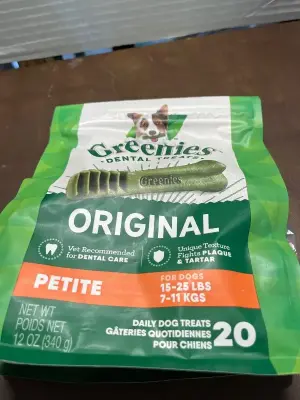 Greenies
DENTAL TREATS
Greenies
ORIGINAL
Vet Recommended
for DENTAL CARE
Unique Texture
Fights PLAQUE
& TARTAR
PETITE
FOR DOGS
15-25 LBS
7-11 KGS
NET WT
POIDS NET
12 OZ (340 g)
DAILY DOG TREATS
GÂTERIES QUOTIDIENNES
POUR CHIENS
20